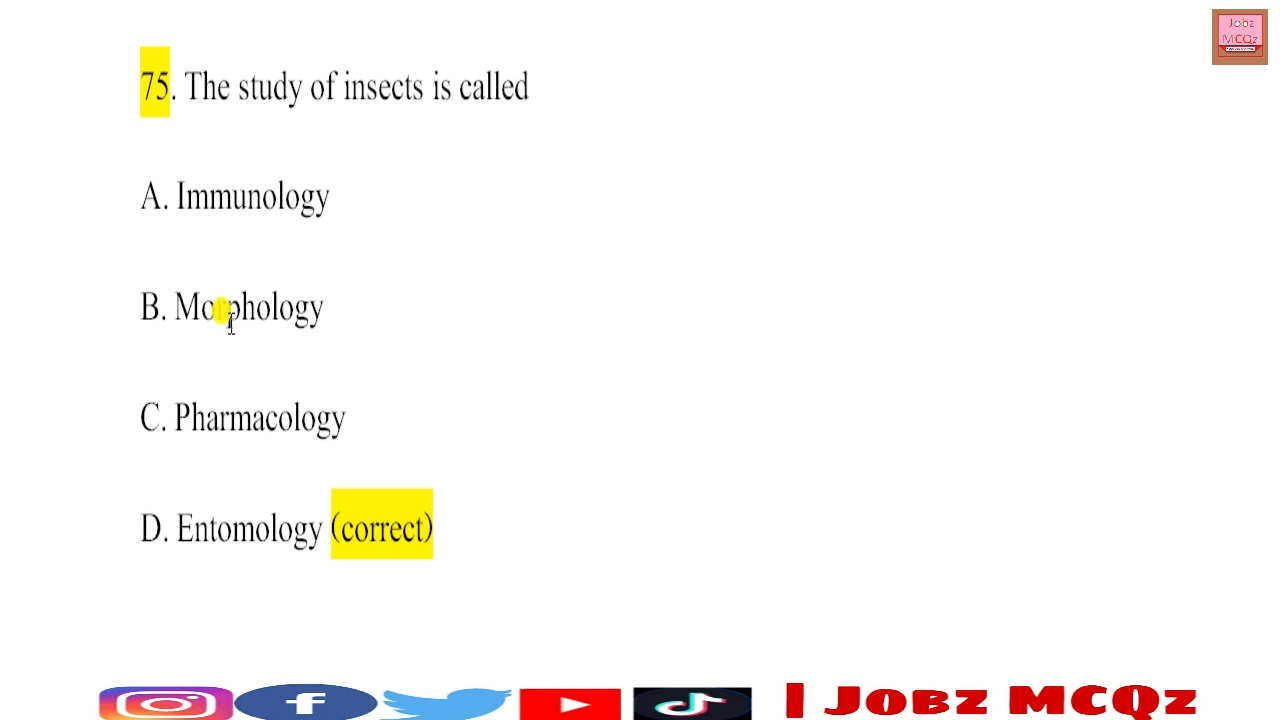 Jobz
MCQz
75. The study of insects is called
A. Immunology
B. Morphology
C. Pharmacology
D. Entomology (correct)
| Jobz MCQz